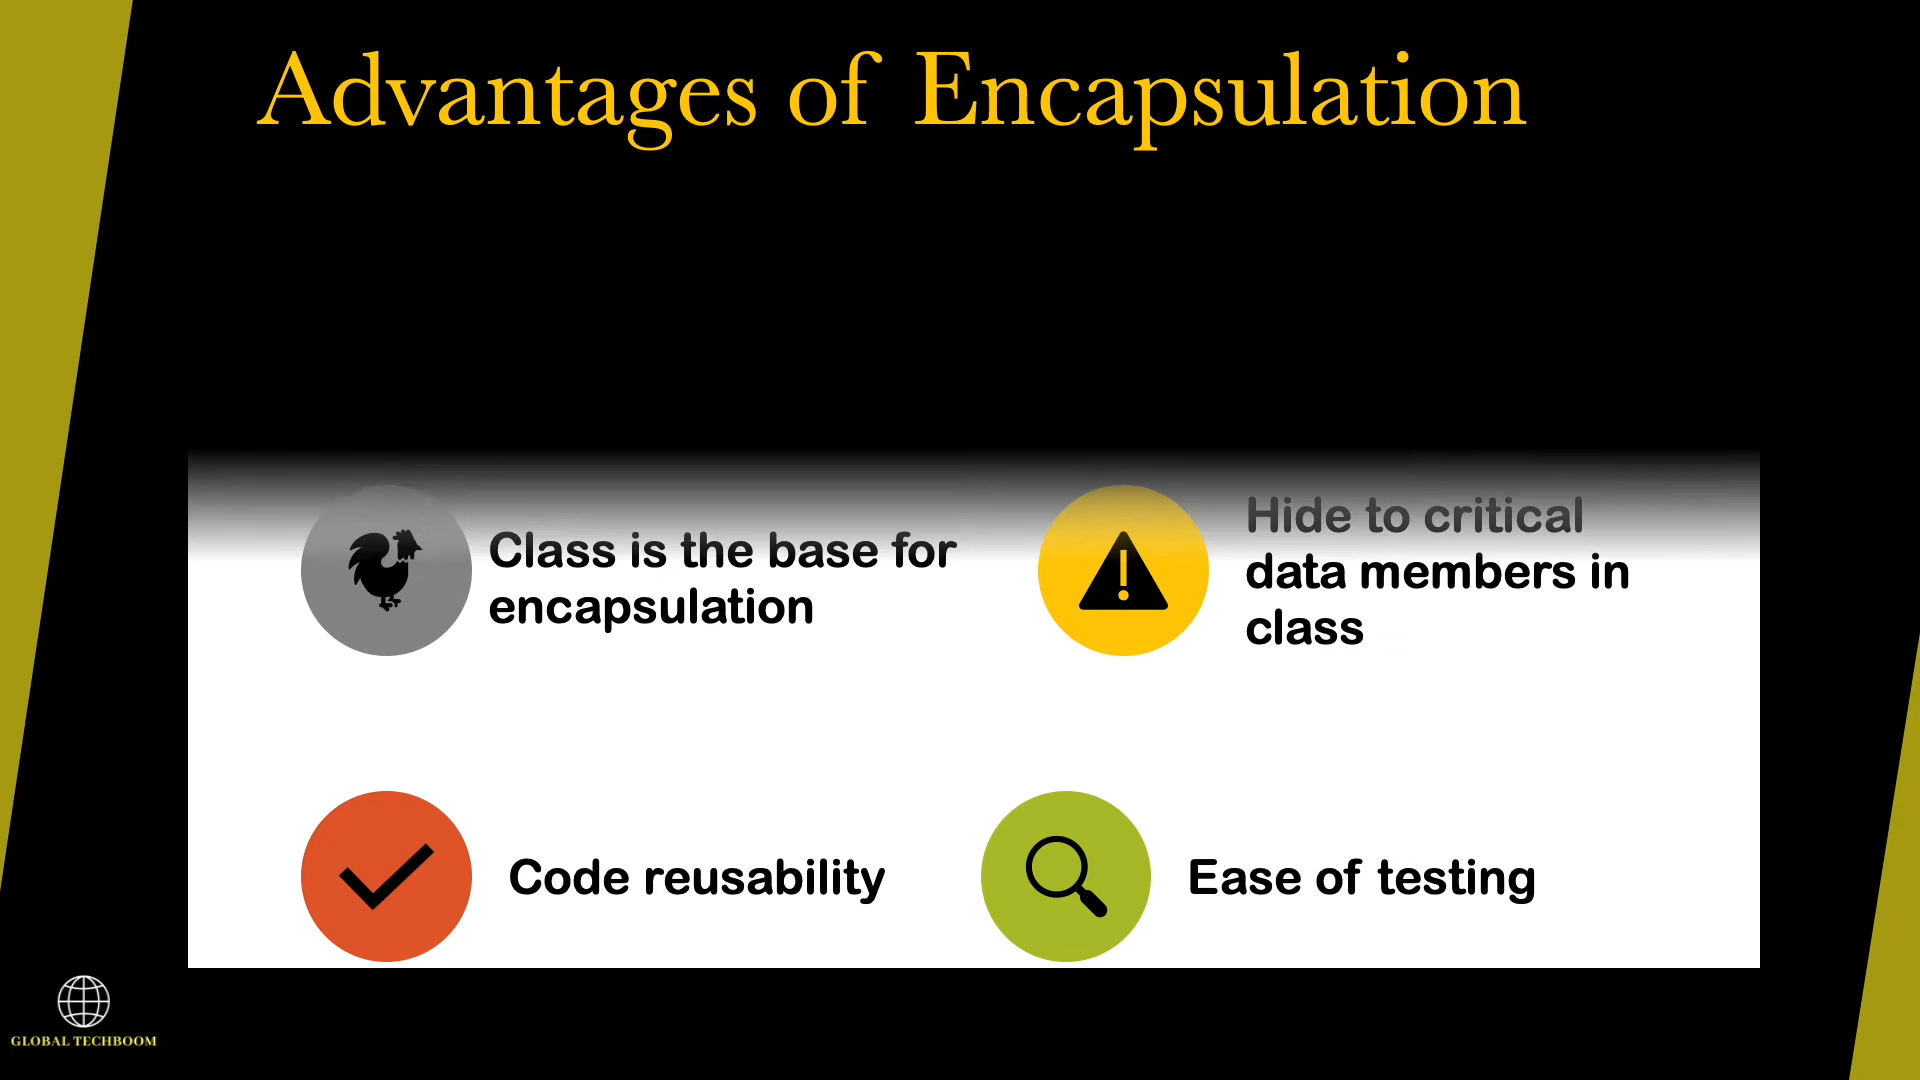 Advantages of Encapsulation
Class is the base for
encapsulation
Hide to critical
data members in
class
Code reusability
Ease of testing
GLOBAL TECHBOOM